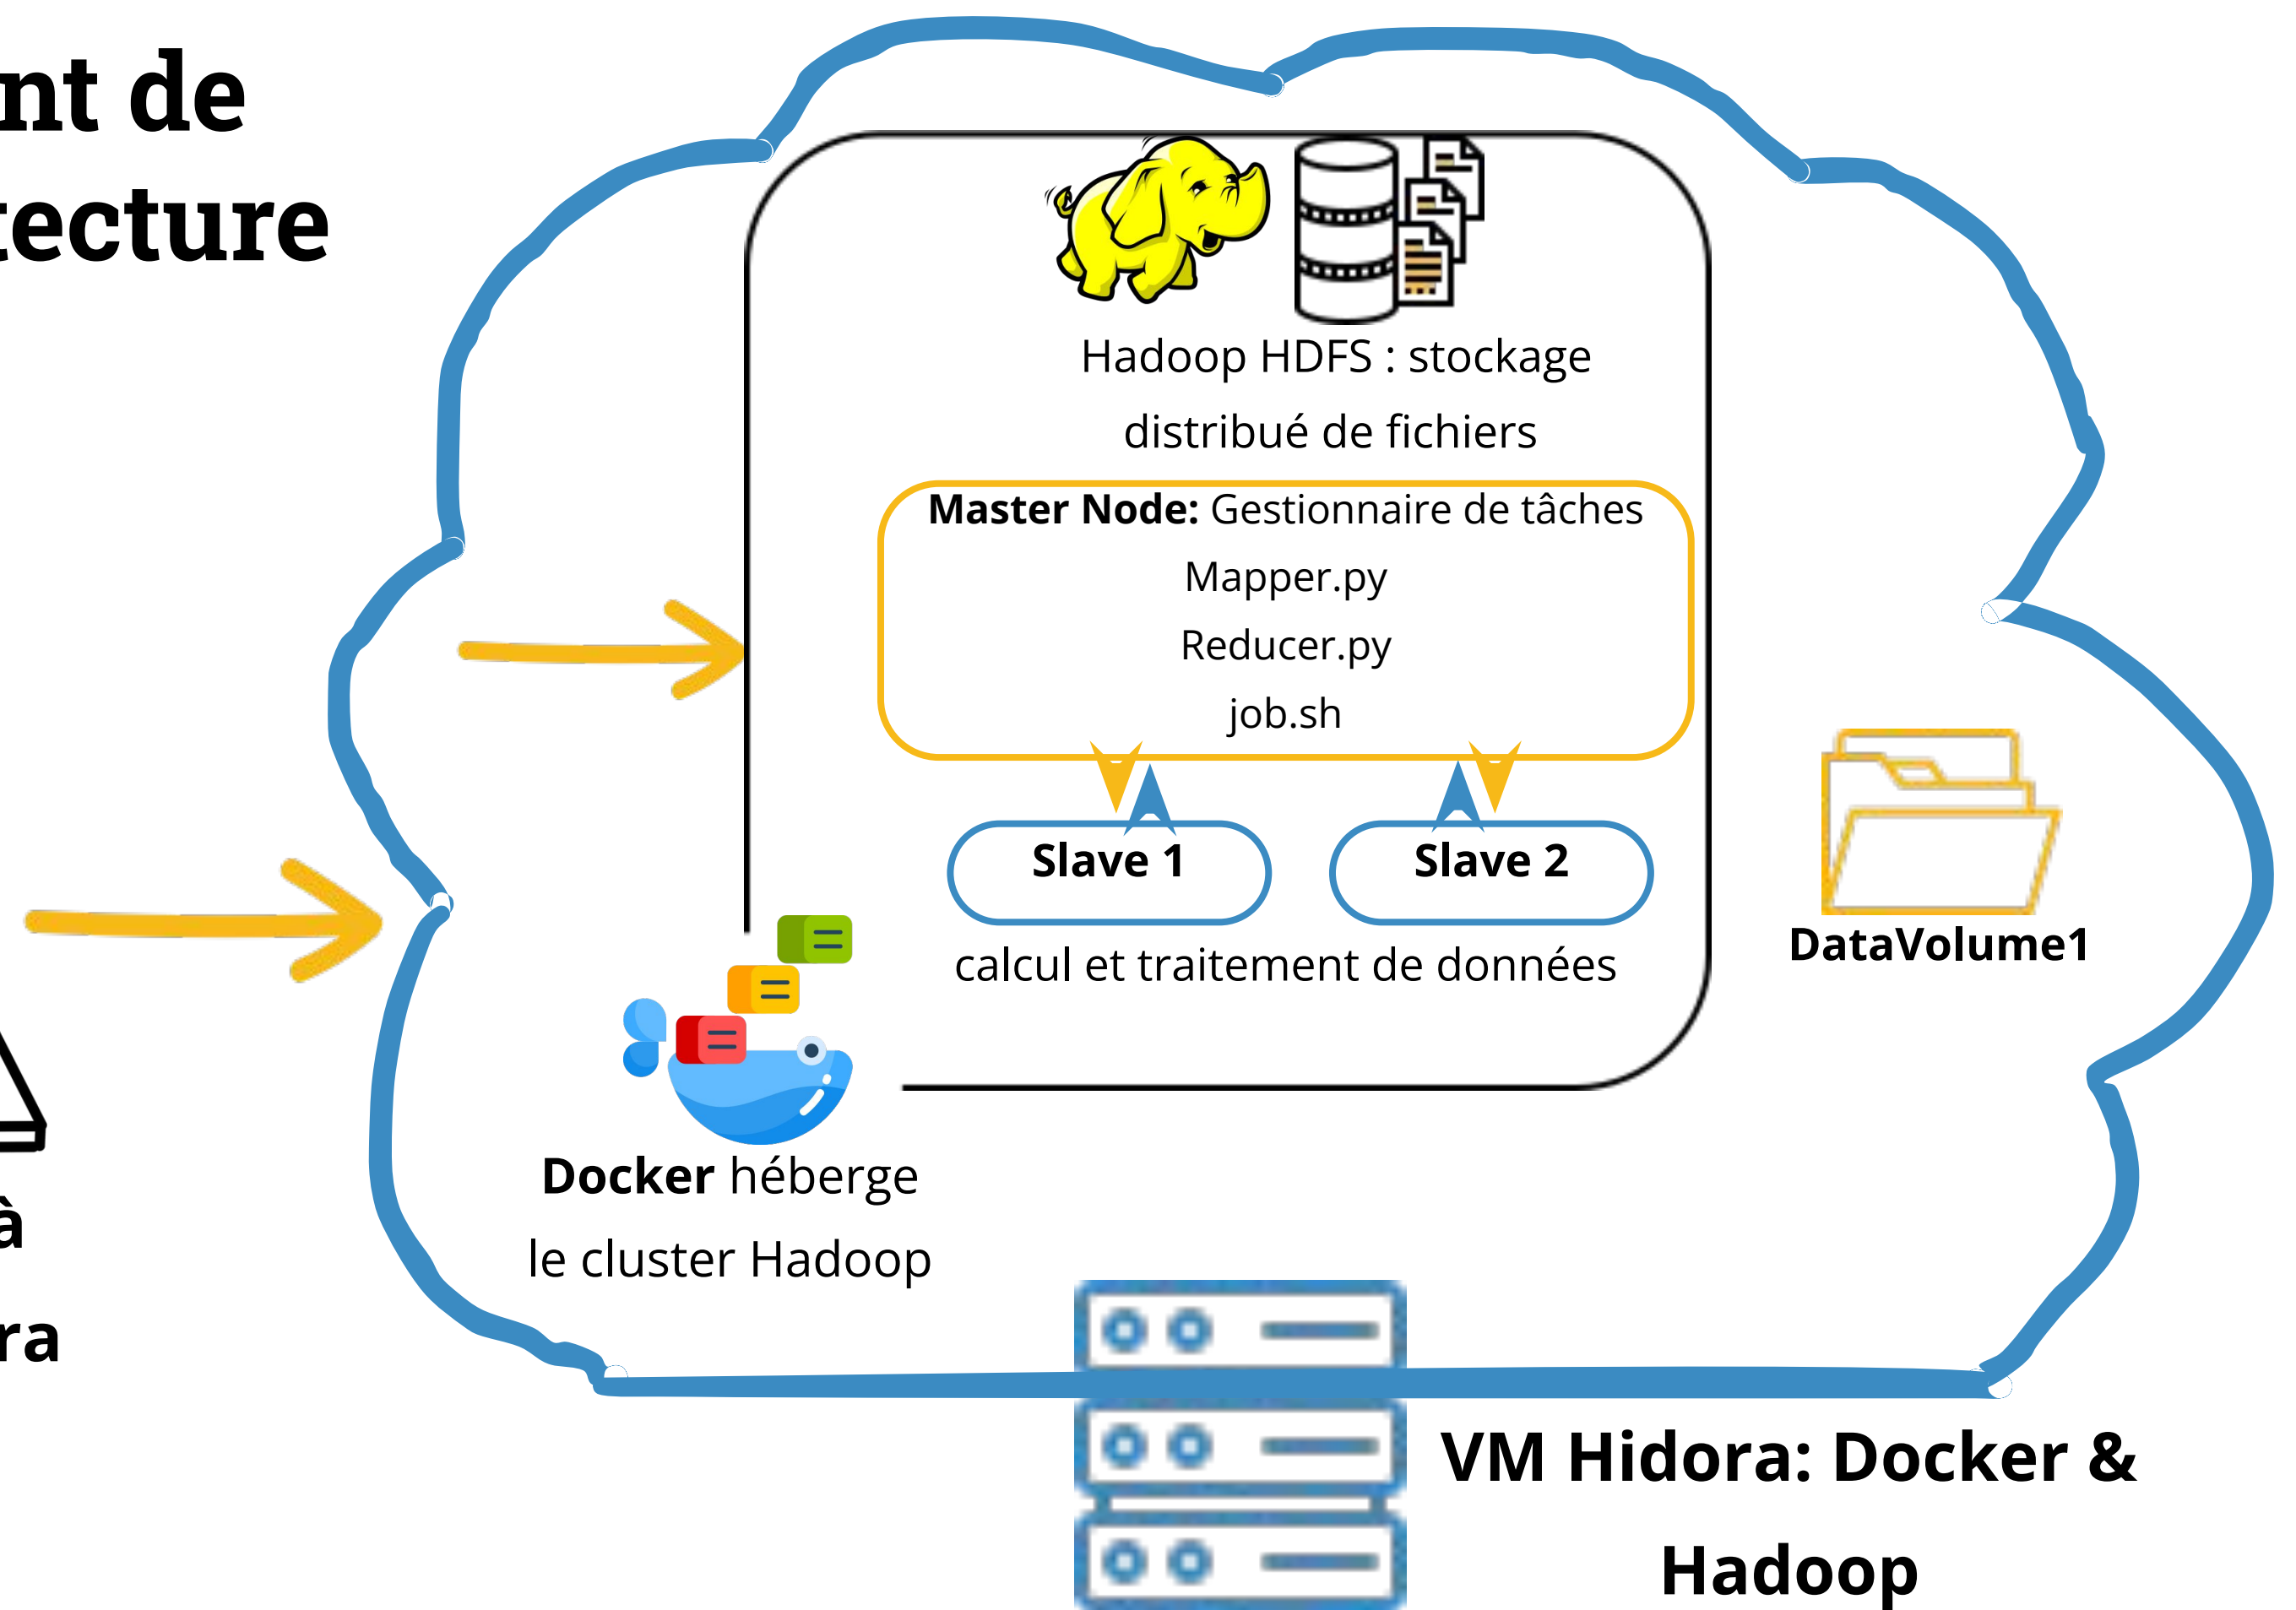 nt de
tecture
Hadoop HDFS : stockage
distribué de fichiers
Master Node: Gestionnaire de tâches
Mapper.py
Reducer.py
job.sh
Slave 1
Slave 2
calcul et traitement de données
DataVolume1
Docker héberge
le cluster Hadoop
à
ra
VM Hidora: Docker &
Hadoop